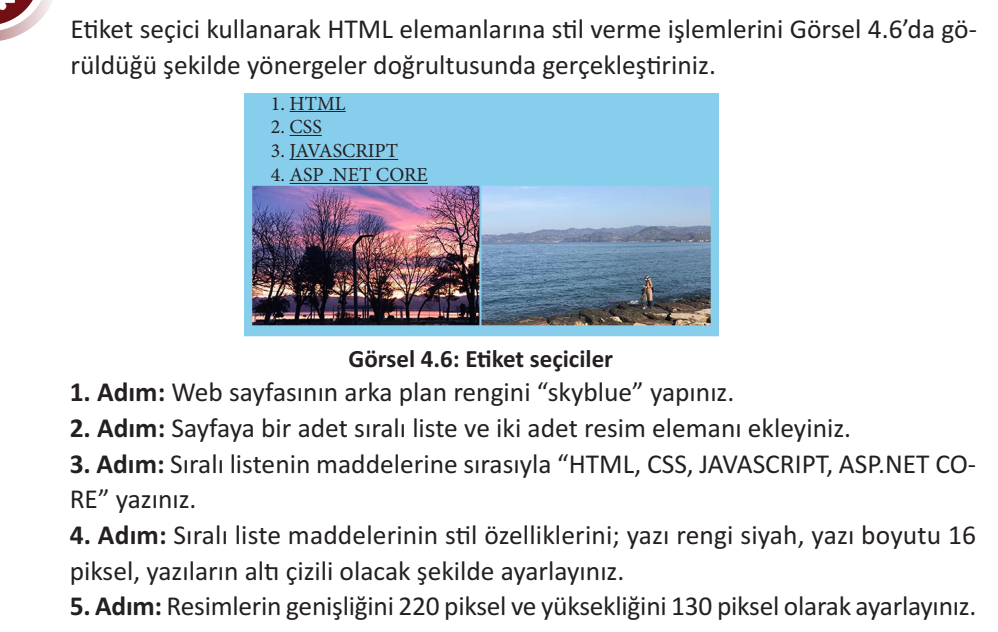 Etiket seçici kullanarak HTML elemanlarına stil verme işlemlerini Görsel 4.6’da gö-
rüldüğü şekilde yönergeler doğrultusunda gerçekleştiriniz.
1. HTML
2. CSS
3. JAVASCRIPT
4. ASP .NET CORE
Görsel 4.6: Etiket seçiciler
1. Adım: Web sayfasının arka plan rengini “skyblue” yapınız.
2. Adım: Sayfaya bir adet sıralı liste ve iki adet resim elemanı ekleyiniz.
3. Adım: Sıralı listenin maddelerine sırasıyla “HTML, CSS, JAVASCRIPT, ASP.NET CO-
RE” yazınız.
4. Adım: Sıralı liste maddelerinin stil özelliklerini; yazı rengi siyah, yazı boyutu 16
piksel, yazıların altı çizili olacak şekilde ayarlayınız.
5. Adım: Resimlerin genişliğini 220 piksel ve yüksekliğini 130 piksel olarak ayarlayınız.